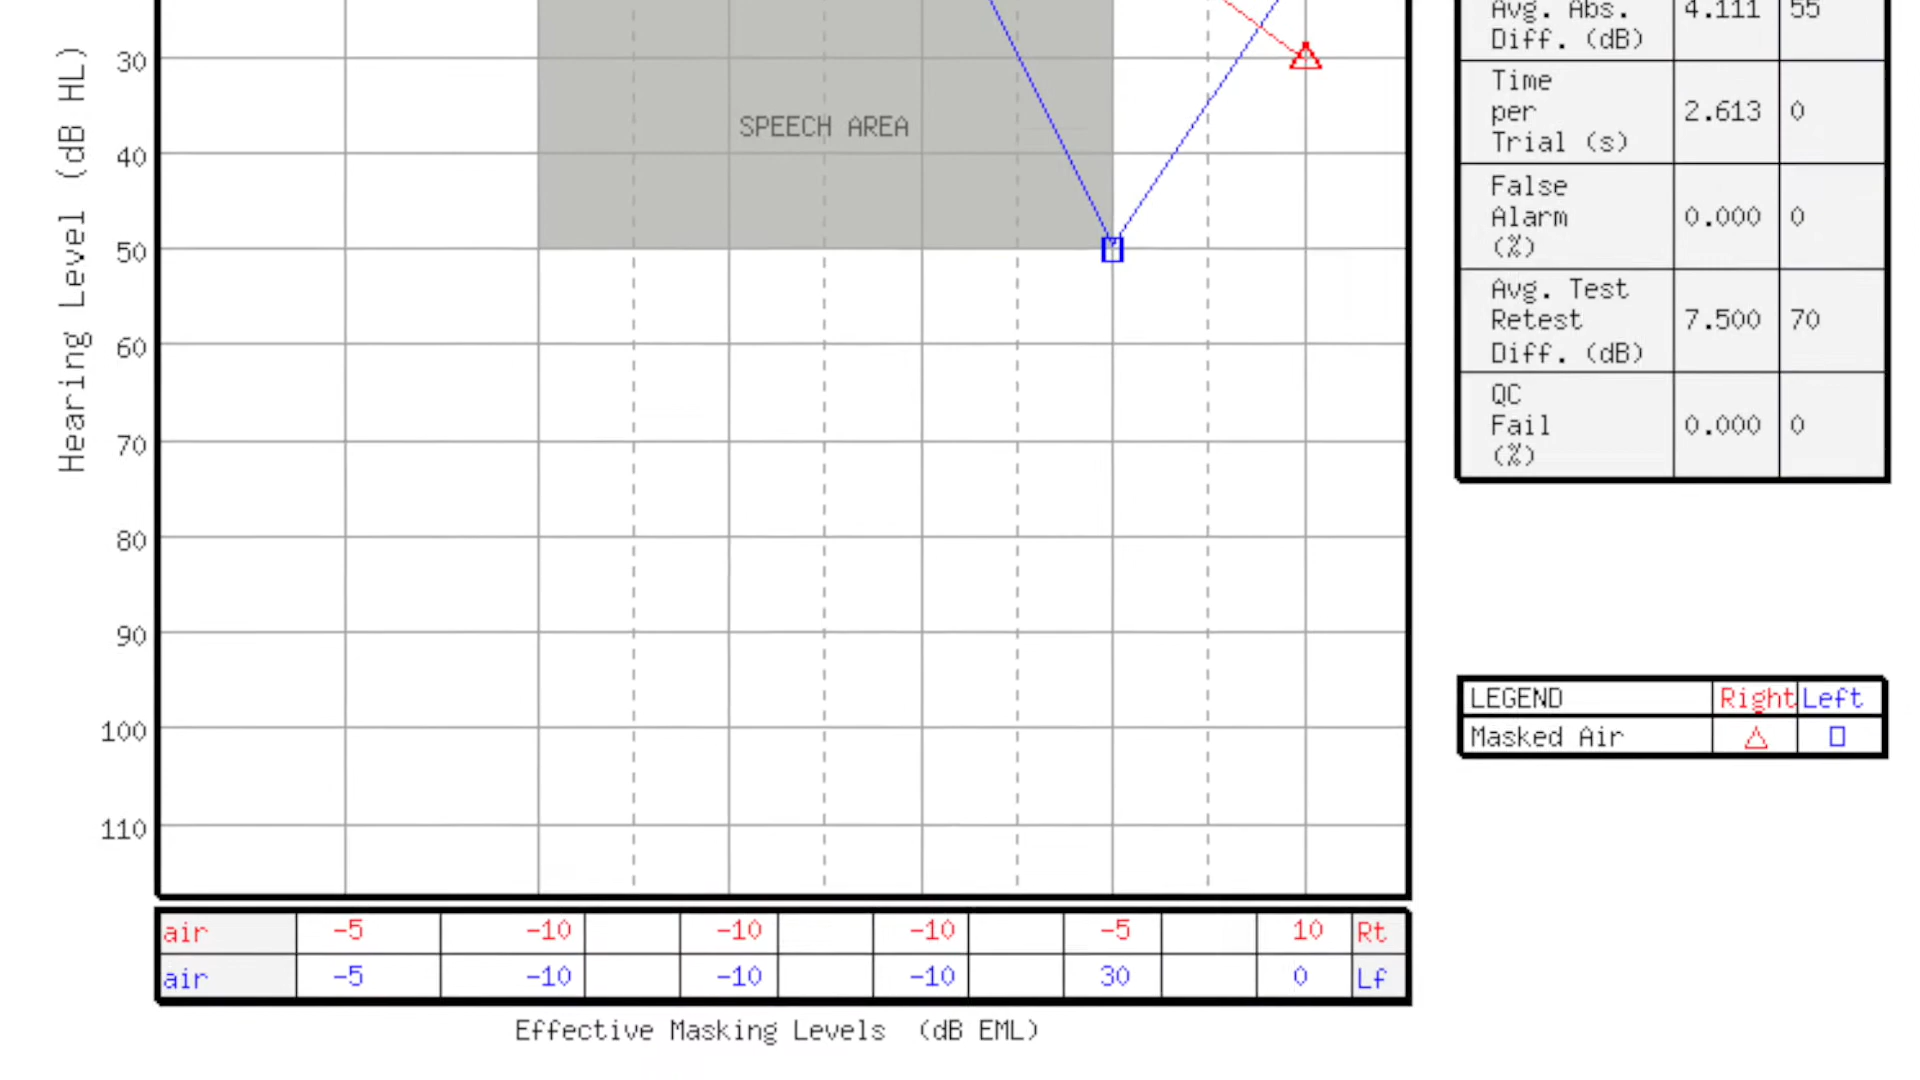 Avg. Abs.
Diff. (dB)
4.111
55
Time
per
Trial (s)
2.613
0
False
Alarm
(%)
0.000
0
Avg. Test
Retest
Diff. (dB)
7.500
70
QC
Fail
(%)
0.000
0
Hearing Level (dB HL)
30
40
50
60
70
80
90
100
110
SPEECH AREA
LEGEND Right Left
Masked Air
air -5 -10 -10 -10 -5 10 Rt
air -5 -10 -10 -10 30 0 Lf
Effective Masking Levels (dB EML)